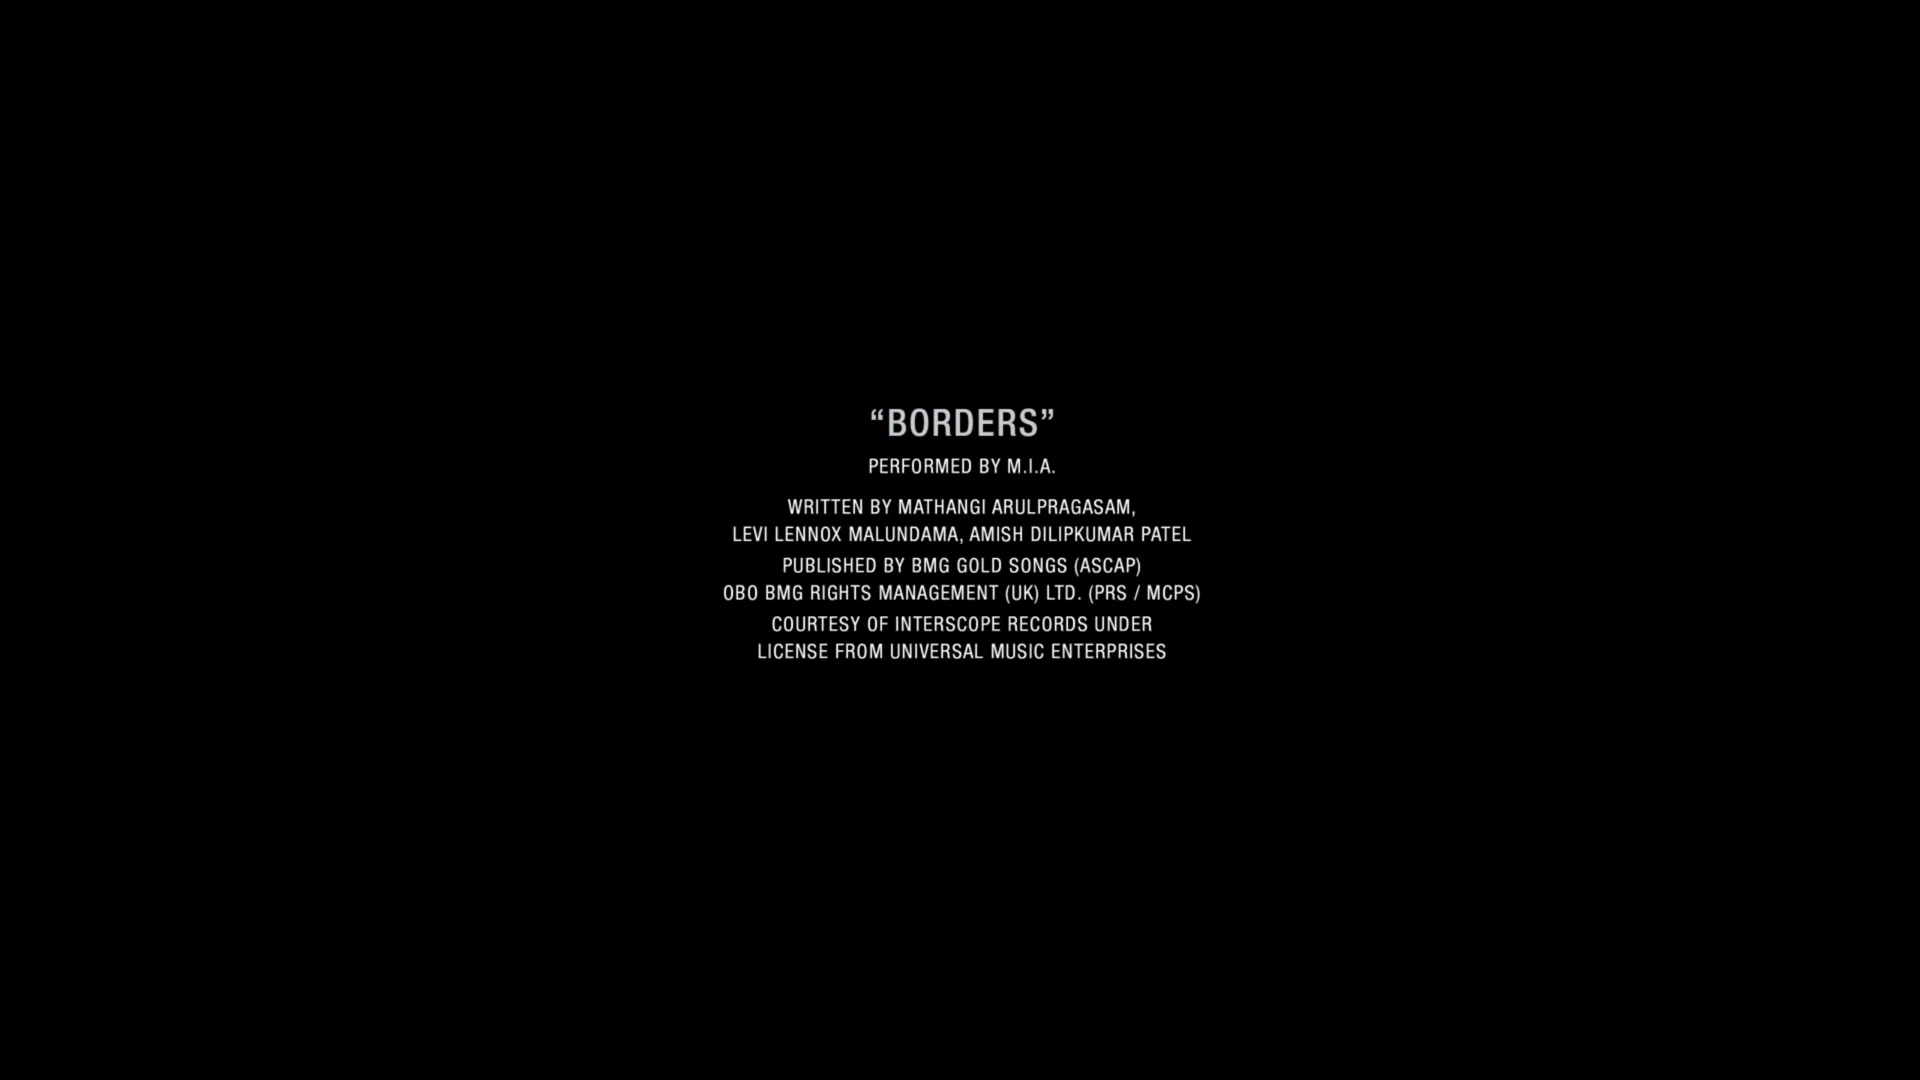 “BORDERS”
PERFORMED BY M.I.A.
WRITTEN BY MATHANGI ARULPRAGASAM,
LEVI LENNOX MALUNDAMA, AMISH DILIPKUMAR PATEL
PUBLISHED BY BMG GOLD SONGS (ASCAP)
OBO BMG RIGHTS MANAGEMENT (UK) LTD. (PRS / MCPS)
COURTESY OF INTERSCOPE RECORDS UNDER
LICENSE FROM UNIVERSAL MUSIC ENTERPRISES